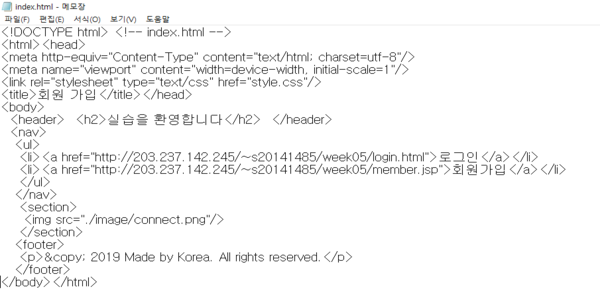 index.html - 메모장
파일(F) 편집(E) 서식(O) 보기(V) 도움말
<!DOCTYPE html> <!-- index.html -->
<html><head>
<meta http-equiv="Content-Type" content="text/html; charset=utf-8"/>
<meta name="viewport" content="width=device-width, initial-scale=1"/>
<link rel="stylesheet" type="text/css" href="style.css"/>
<title>회원 가입</title></head>
<body>
<header> <h2>실습을 환영합니다</h2> </header>
<nav>
<ul>
<li><a href="http://203.237.142.245/~s20141485/week05/login.html">로그인</a></li>
<li><a href="http://203.237.142.245/~s20141485/week05/member.jsp">회원가입</a></li>
</ul>
</nav>
<section>
<img src="./image/connect.png"/>
</section>
<footer>
<p>&copy; 2019 Made by Korea. All rights reserved.</p>
</footer>
</body></html>